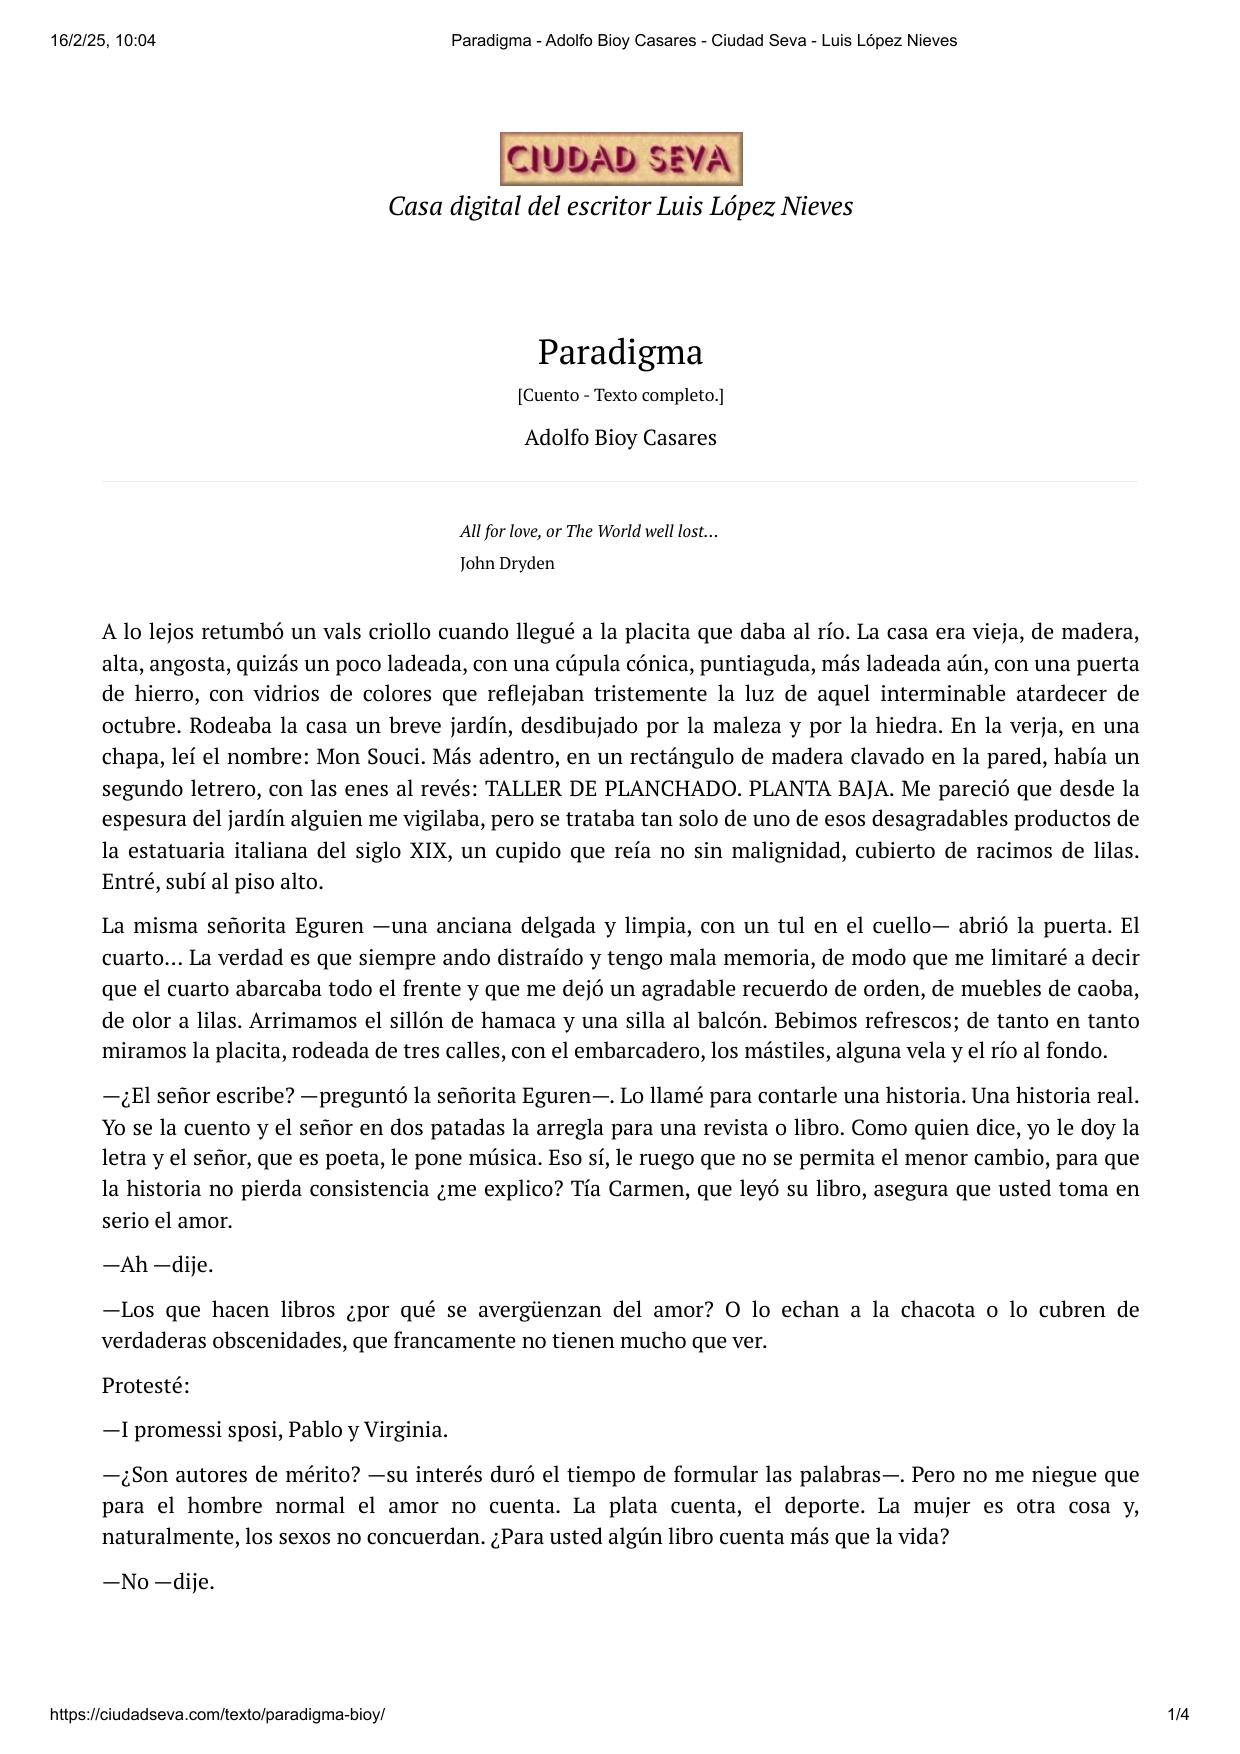 16/2/25, 10:04
Paradigma - Adolfo Bioy Casares - Ciudad Seva - Luis López Nieves
CIUDAD SEVA
Casa digital del escritor Luis López Nieves
Paradigma
[Cuento - Texto completo.]
Adolfo Bioy Casares
All for love, or The World well lost…
John Dryden
A lo lejos retumbó un vals criollo cuando llegué a la placita que daba al río. La casa era vieja, de madera,
alta, angosta, quizás un poco ladeada, con una cúpula cónica, puntiaguda, más ladeada aún, con una puerta
de hierro, con vidrios de colores que reflejaban tristemente la luz de aquel interminable atardecer de
octubre. Rodeaba la casa un breve jardín, desdibujado por la maleza y por la hiedra. En la verja, en una
chapa, leí el nombre: Mon Souci. Más adentro, en un rectángulo de madera clavado en la pared, había un
segundo letrero, con las enes al revés: TALLER DE PLANCHADO. PLANTA BAJA. Me pareció que desde la
espesura del jardín alguien me vigilaba, pero se trataba tan solo de uno de esos desagradables productos de
la estatuaria italiana del siglo XIX, un cupido que reía no sin malignidad, cubierto de racimos de lilas.
Entré, subí al piso alto.
La misma señorita Eguren —una anciana delgada y limpia, con un tul en el cuello— abrió la puerta. El
cuarto… La verdad es que siempre ando distraído y tengo mala memoria, de modo que me limitaré a decir
que el cuarto abarcaba todo el frente y que me dejó un agradable recuerdo de orden, de muebles de caoba,
de olor a lilas. Arrimamos el sillón de hamaca y una silla al balcón. Bebimos refrescos; de tanto en tanto
miramos la placita, rodeada de tres calles, con el embarcadero, los mástiles, alguna vela y el río al fondo.
—¿El señor escribe? —preguntó la señorita Eguren—. Lo llamé para contarle una historia. Una historia real.
Yo se la cuento y el señor en dos patadas la arregla para una revista o libro. Como quien dice, yo le doy la
letra y el señor, que es poeta, le pone música. Eso sí, le ruego que no se permita el menor cambio, para que
la historia no pierda consistencia ¿me explico? Tía Carmen, que leyó su libro, asegura que usted toma en
serio el amor.
—Ah —dije.
—Los que hacen libros ¿por qué se avergüenzan del amor? O lo echan a la chacota o lo cubren de
verdaderas obscenidades, que francamente no tienen mucho que ver.
Protesté:
—I promessi sposi, Pablo y Virginia.
—¿Son autores de mérito? —su interés duró el tiempo de formular las palabras—. Pero no me niegue que
para el hombre normal el amor no cuenta. La plata cuenta, el deporte. La mujer es otra cosa y,
naturalmente, los sexos no concuerdan. ¿Para usted algún libro cuenta más que la vida?
—No —dije.
https://ciudadseva.com/texto/paradigma-bioy/
1/4